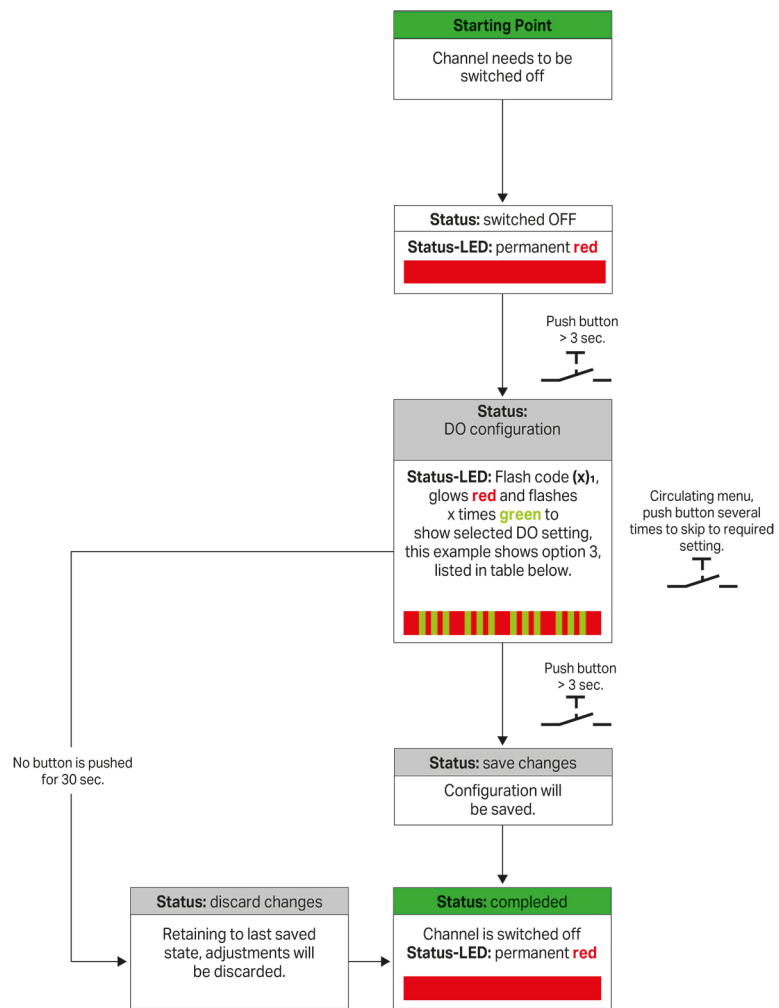 Starting Point
Channel needs to be
switched off
Status: switched OFF
Status-LED: permanent red
Push button
> 3 sec.
Status:
DO configuration
Status-LED: Flash code (x)₁,
glows red and flashes
x times green to
show selected DO setting,
this example shows option 3,
listed in table below.
Circulating menu,
push button several
times to skip to required
setting.
Push button
> 3 sec.
No button is pushed
for 30 sec.
Status: save changes
Configuration will
be saved.
Status: discard changes
Retaining to last saved
state, adjustments will
be discarded.
Status: compleded
Channel is switched off
Status-LED: permanent red